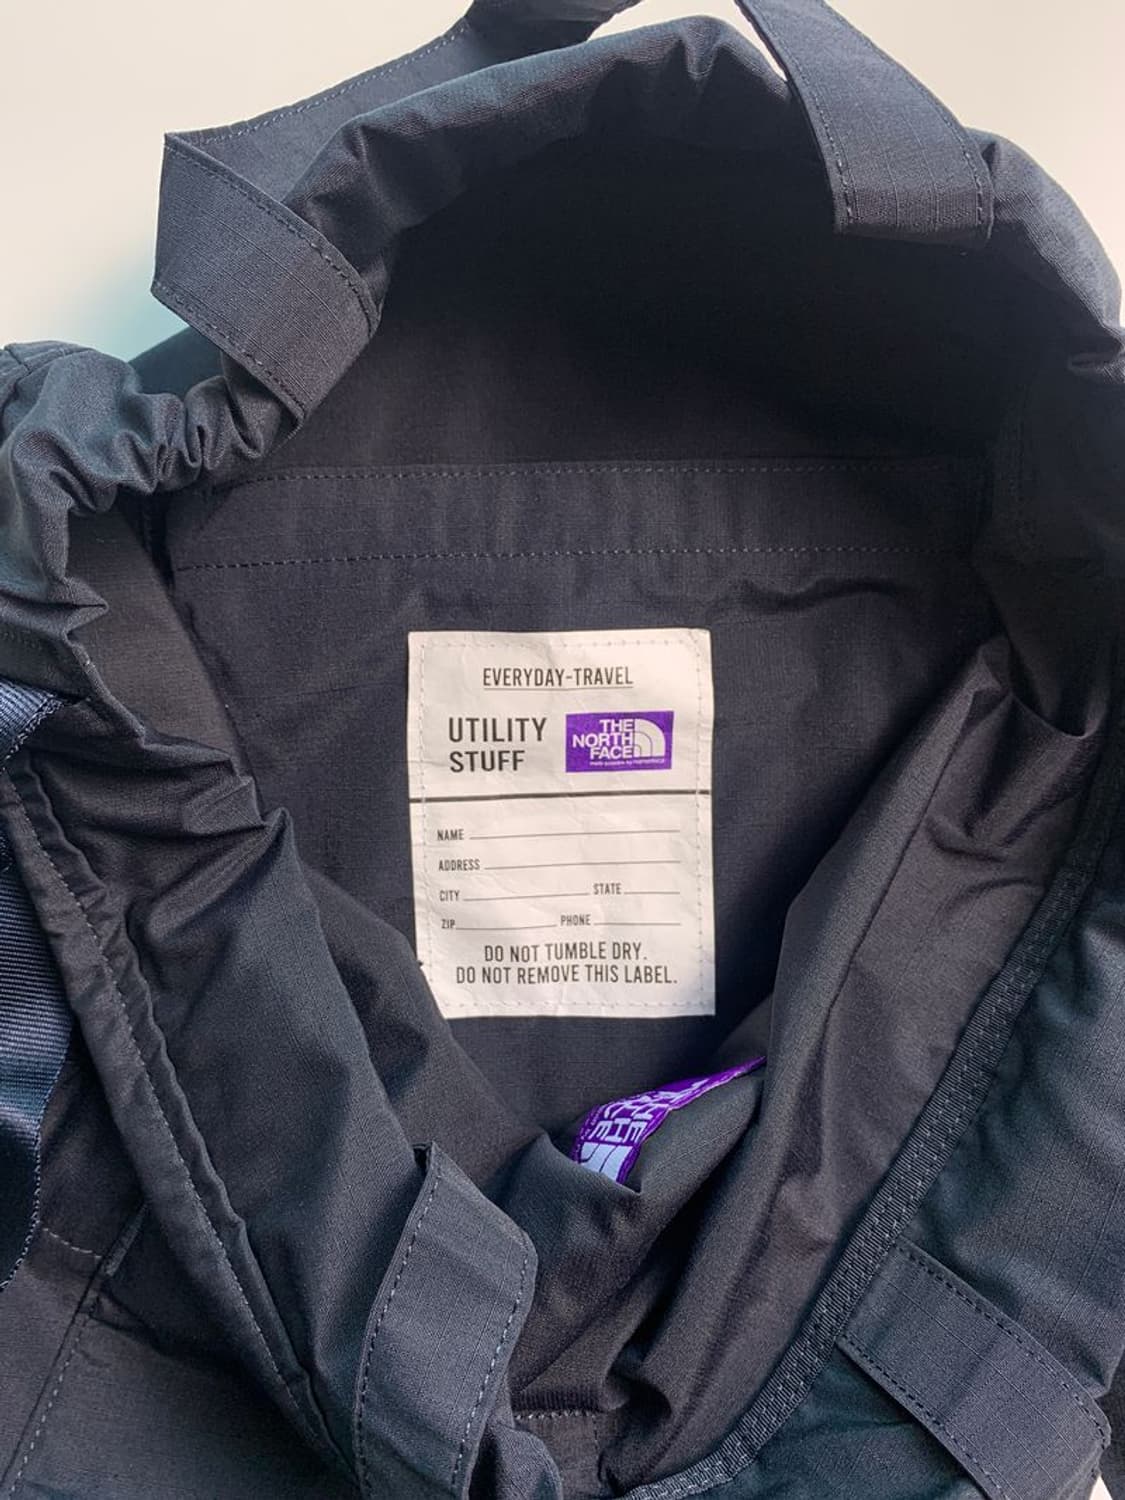 EVERYDAY-TRAVEL
UTILITY
STUFF
THE
NORTH
FACE
NAME
ADDRESS
CITY STATE
ZIP PHONE
DO NOT TUMBLE DRY.
DO NOT REMOVE THIS LABEL.